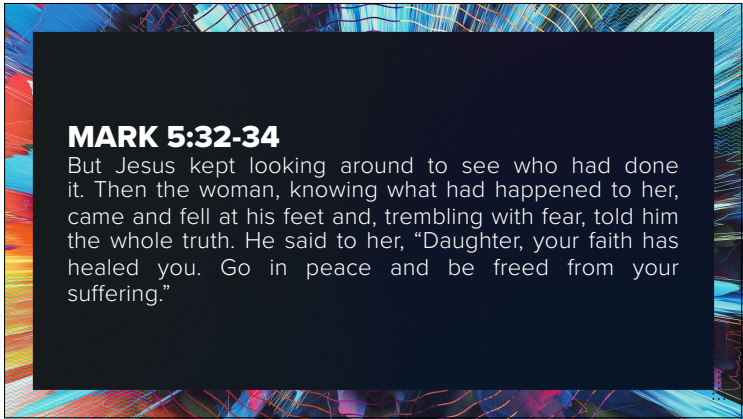 MARK 5:32-34
But Jesus kept looking around to see who had done
it. Then the woman, knowing what had happened to her,
came and fell at his feet and, trembling with fear, told him
the whole truth. He said to her, “Daughter, your faith has
healed you. Go in peace and be freed from your
suffering.”